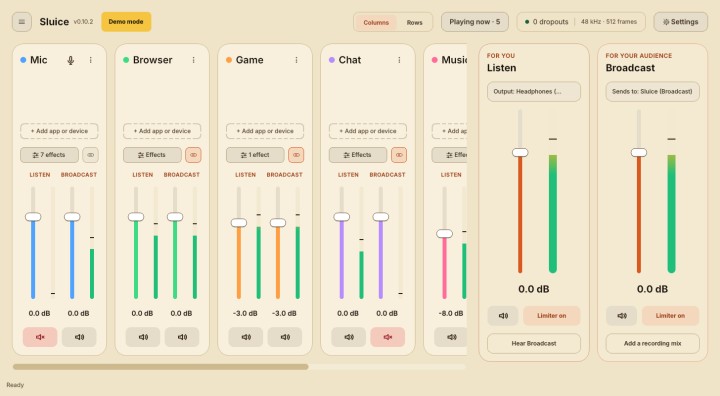 Sluice v0.10.2 Demo mode Columns Rows Playing now · 5 0 dropouts 48 kHz · 512 frames Settings
Mic
+ Add app or device
7 effects
LISTEN BROADCAST
0.0 dB 0.0 dB
Browser
+ Add app or device
Effects
LISTEN BROADCAST
0.0 dB 0.0 dB
Game
+ Add app or device
1 effect
LISTEN BROADCAST
-3.0 dB -3.0 dB
Chat
+ Add app or device
Effects
LISTEN BROADCAST
0.0 dB 0.0 dB
Music
+ Add app or d
Effec
LISTEN
-8.0 dB
FOR YOU
Listen
Output: Headphones (...
0.0 dB
Limiter on
Hear Broadcast
FOR YOUR AUDIENCE
Broadcast
Sends to: Sluice (Broadcast)
0.0 dB
Limiter on
Add a recording mix
Ready